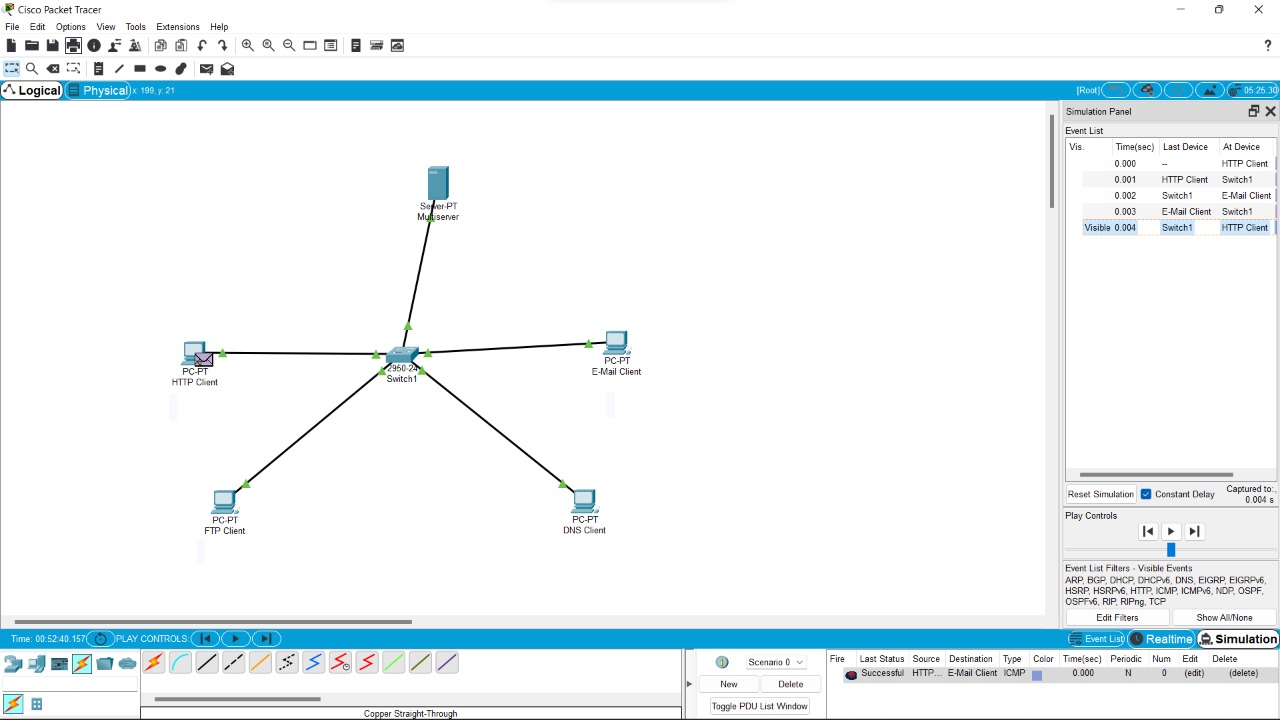 Cisco Packet Tracer
File Edit Options View Tools Extensions Help
?
Logical Physical x: 199, y: 21 [Root] 05:25:30
Simulation Panel
Event List
Vis. Time(sec) Last Device At Device
0.000 -- HTTP Client
0.001 HTTP Client Switch1
0.002 Switch1 E-Mail Client
0.003 E-Mail Client Switch1
Visible 0.004 Switch1 HTTP Client
Server-PT
Multiserver
2950-24
Switch1
PC-PT
HTTP Client
PC-PT
E-Mail Client
PC-PT
FTP Client
PC-PT
DNS Client
Reset Simulation Constant Delay Captured to:
0.004 s
Play Controls
Event List Filters - Visible Events
ARP, BGP, DHCP, DHCPv6, DNS, EIGRP, EIGRPv6,
HSRP, HSRPv6, HTTP, ICMP, ICMPv6, NDP, OSPF,
OSPFv6, RIP, RIPng, TCP
Edit Filters Show All/None
Time: 00:52:40.157 PLAY CONTROLS: Event List Realtime Simulation
Scenario 0
New Delete
Toggle PDU List Window
Fire Last Status Source Destination Type Color Time(sec) Periodic Num Edit Delete
Successful HTTP... E-Mail Client ICMP 0.000 N 0 (edit) (delete)
Copper Straight-Through